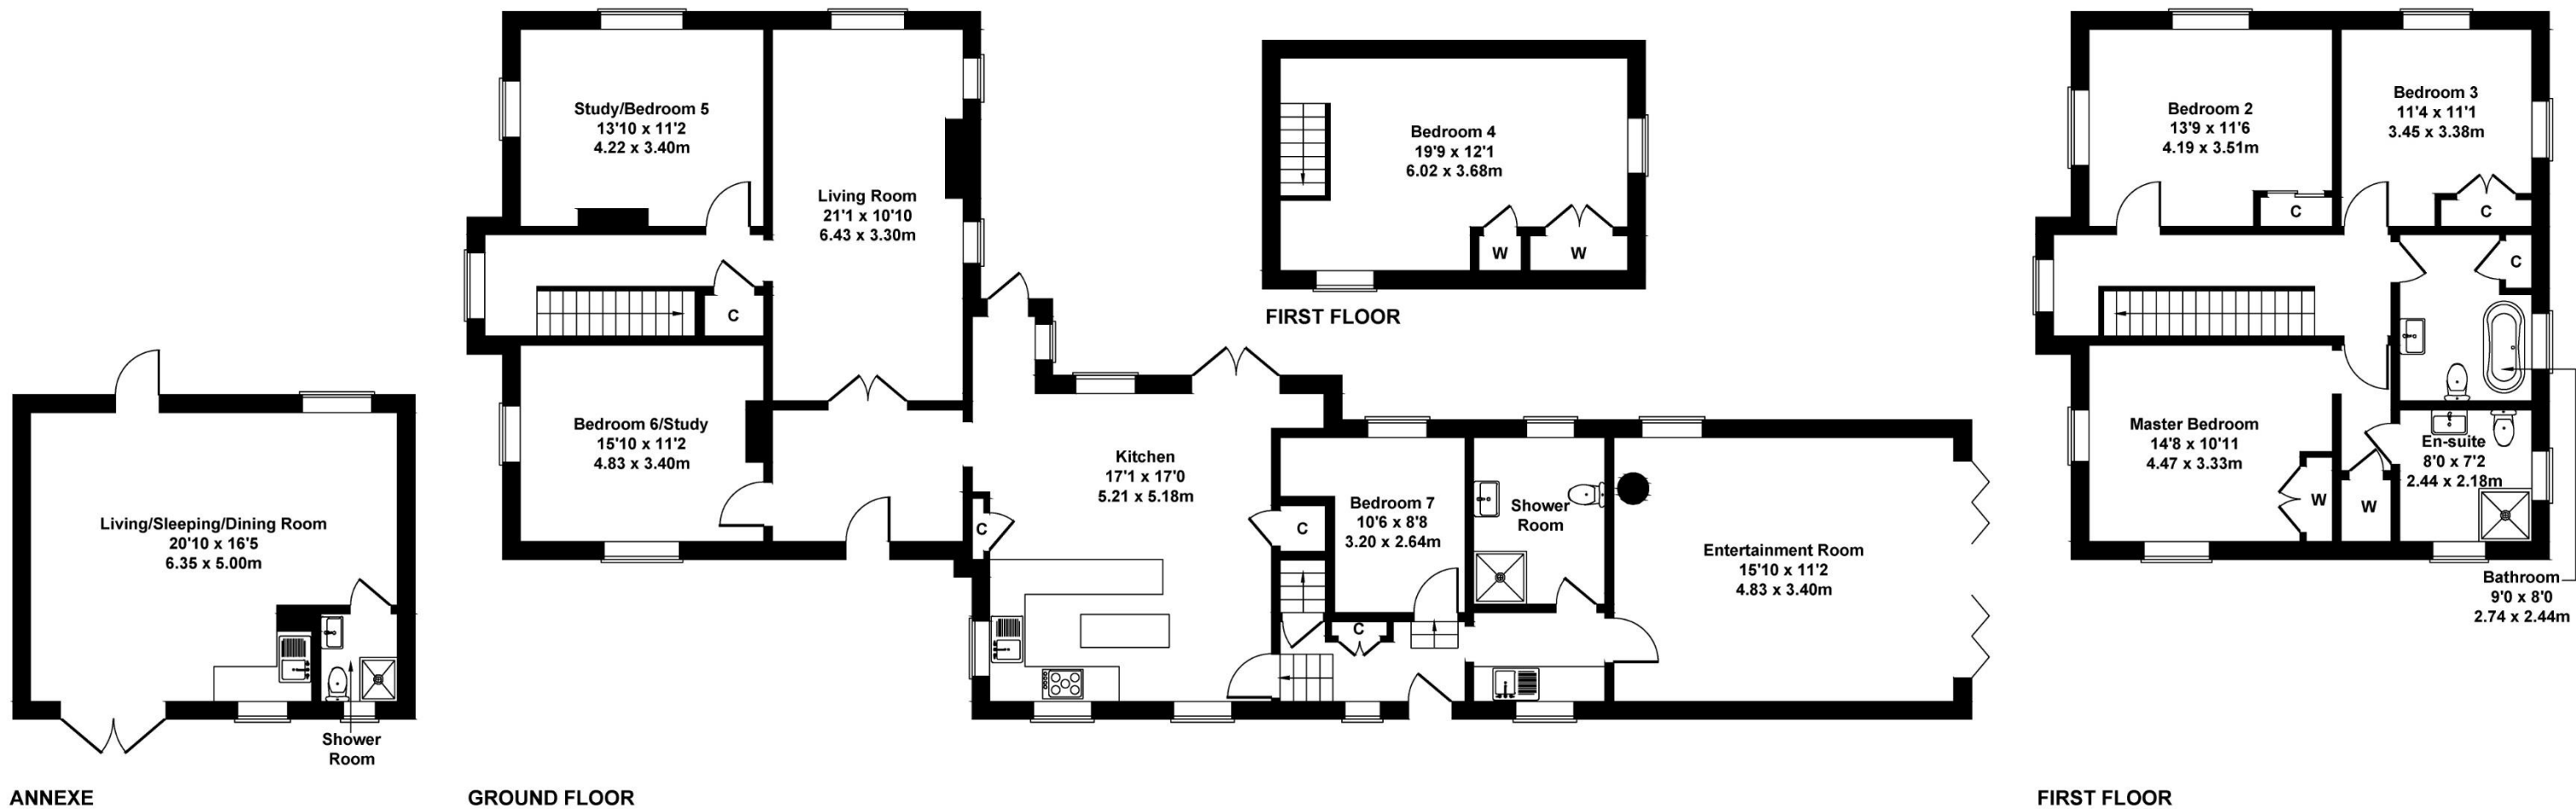 Living/Sleeping/Dining Room
20'10 x 16'5
6.35 x 5.00m
Shower
Room
ANNEXE
Study/Bedroom 5
13'10 x 11'2
4.22 x 3.40m
Living Room
21'1 x 10'10
6.43 x 3.30m
C
Bedroom 6/Study
15'10 x 11'2
4.83 x 3.40m
C
Kitchen
17'1 x 17'0
5.21 x 5.18m
C
Bedroom 7
10'6 x 8'8
3.20 x 2.64m
C
Shower
Room
Entertainment Room
15'10 x 11'2
4.83 x 3.40m
GROUND FLOOR
Bedroom 4
19'9 x 12'1
6.02 x 3.68m
W
W
FIRST FLOOR
Bedroom 2
13'9 x 11'6
4.19 x 3.51m
C
Bedroom 3
11'4 x 11'1
3.45 x 3.38m
C
C
Master Bedroom
14'8 x 10'11
4.47 x 3.33m
W
W
En-suite
8'0 x 7'2
2.44 x 2.18m
Bathroom
9'0 x 8'0
2.74 x 2.44m
FIRST FLOOR